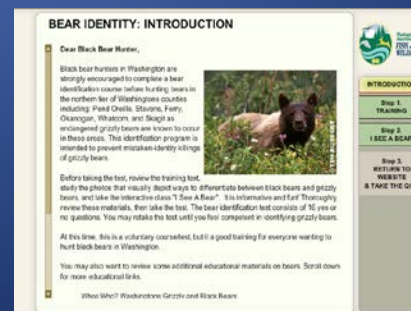 BEAR IDENTITY: INTRODUCTION
Dear Black Bear Hunter,
Black bear hunters in Washington are
strongly encouraged to complete a bear
identification course before hunting bears in
the northern tier of Washingtons counties
including: Pend Oreille, Stevens, Ferry,
Okanogan, Whatcom, and Skagit as
endangered grizzly bears are known to occur
in these areas. This identification program is
intended to prevent mistaken-identity killings
of grizzly bears.
Before taking the test, review the training text,
study the photos that visually depict ways to differentiate between black bears and grizzly
bears, and take the interactive class "I See A Bear". It is informative and fun! Thoroughly
review these materials, then take the test. The bear identification test consists of 10 yes or
no questions. You may retake the test until you feel competent in identifying grizzly bears.
At this time, this is a voluntary course/test, but it a good training for everyone wanting to
hunt black bears in Washington.
You may also want to review some additional educational materials on bears. Scroll down
for more educational links.
Whos Who? Washingtons Grizzly and Black Bears
FISH
WILD
INTRODUCTIO
Step 1.
TRAINING
Step 2.
I SEE A BEAR
Step 3.
RETURN TO
WEBSITE
& TAKE THE QU